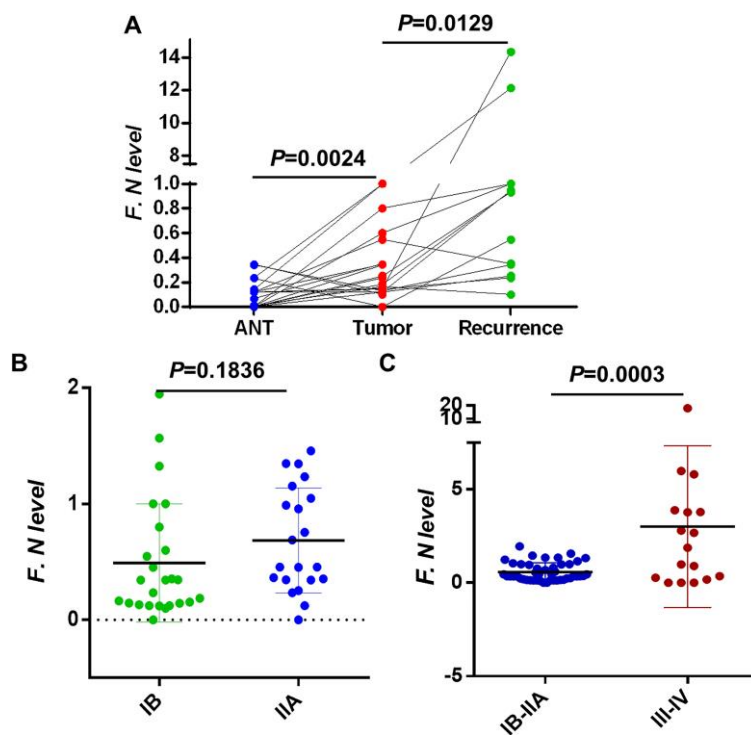 A
P=0.0129
14
12
10
8
P=0.0024
1.0
0.8
0.6
0.4
0.2
0.0
F. N level
ANT Tumor Recurrence
B
P=0.1836
2
1
0
F. N level
IB IIA
C
P=0.0003
20
10
5
0
-5
F. N level
IB-IIA III-IV